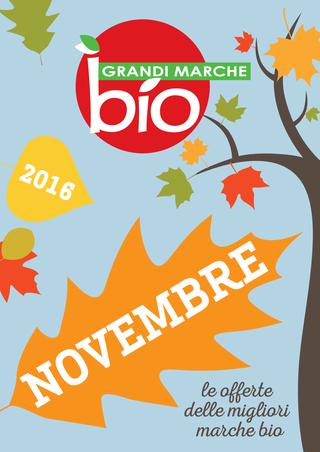 GRANDI MARCHE
bio
2016
NOVEMBRE
le offerte
delle migliori
marche bio